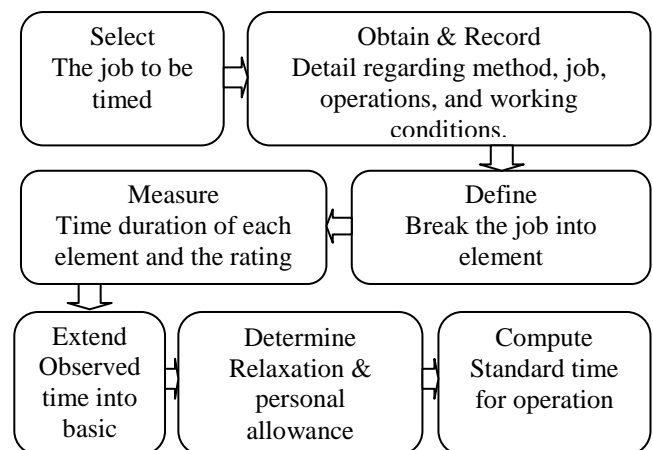 Select
The job to be
timed
Obtain & Record
Detail regarding method, job,
operations, and working
conditions.
Define
Break the job into
element
Measure
Time duration of each
element and the rating
Extend
Observed
time into
basic
Determine
Relaxation &
personal
allowance
Compute
Standard time
for operation